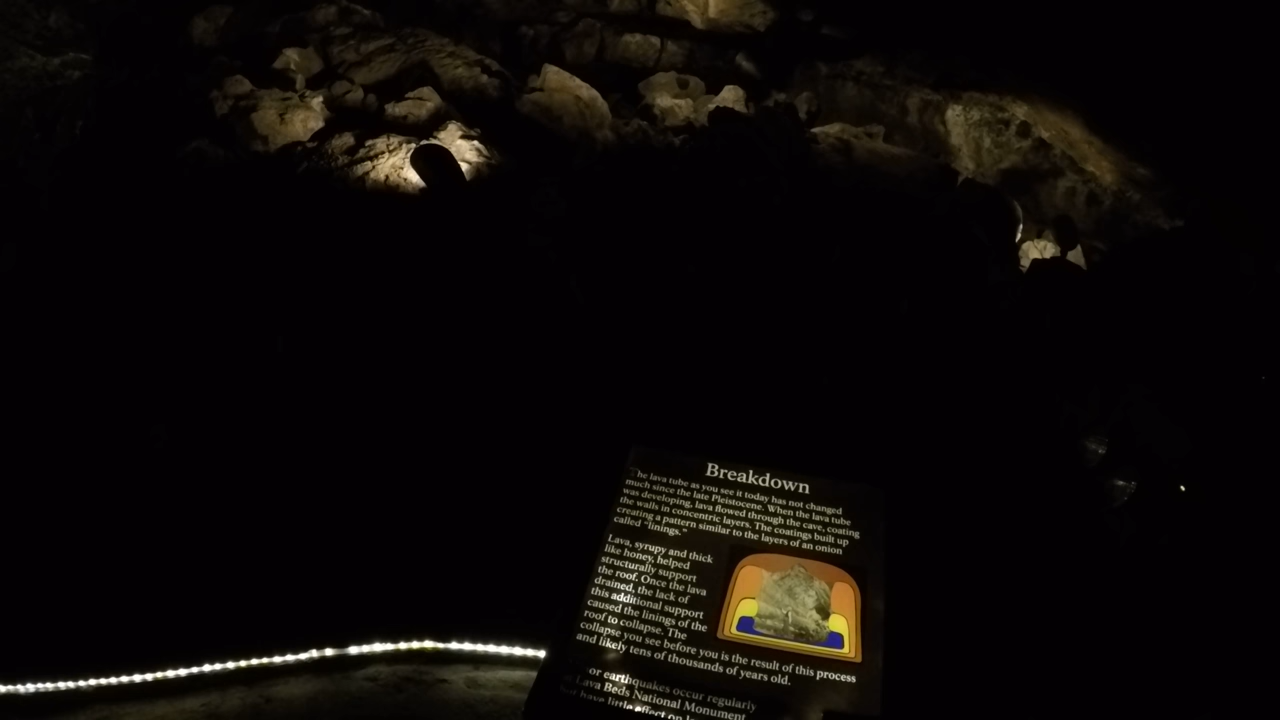 Breakdown
The lava tube as you see it today has not changed
much since the late Pleistocene. When the lava tube
was developing, lava flowed through the cave, coating
the walls in concentric layers. The coatings built up
creating a pattern similar to the layers of an onion
called "linings."
Lava, syrupy and thick
like honey, helped
structurally support
the roof. Once the lava
drained, the lack of
this additional support
caused the linings of the
roof to collapse. The
collapse you see before you is the result of this process
and likely tens of thousands of years old.
or earthquakes occur regularly
Lava Beds National Monument
have little effect on